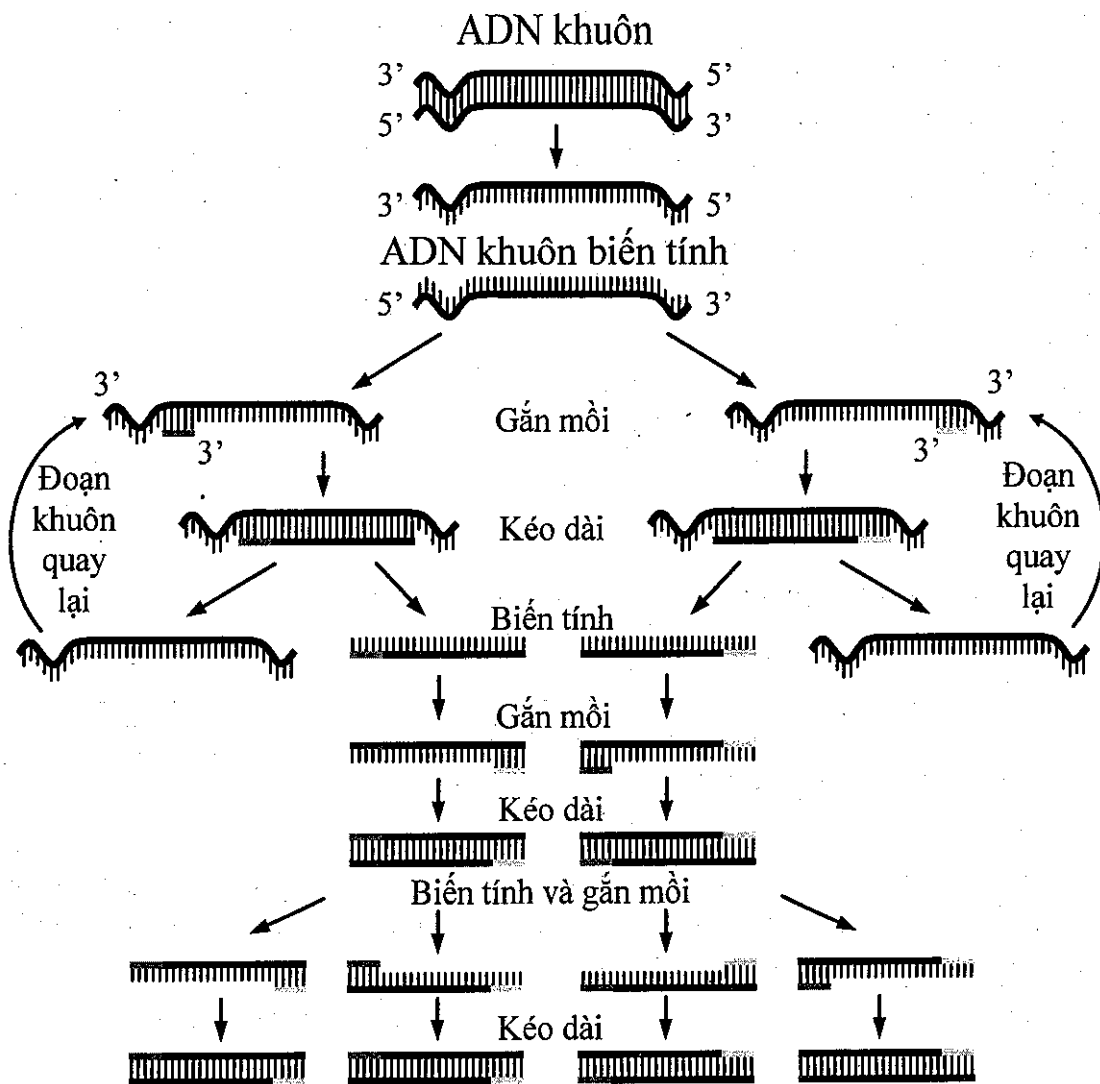 ADN khuôn
3’ 5’
5’ 3’
3’ 5’
ADN khuôn biến tính
5’ 3’
3’ 3’
Gắn mồi
3’ 3’
Đoạn
khuôn
quay
lại
Kéo dài
Đoạn
khuôn
quay
lại
Biến tính
Gắn mồi
Kéo dài
Biến tính và gắn mồi
Kéo dài